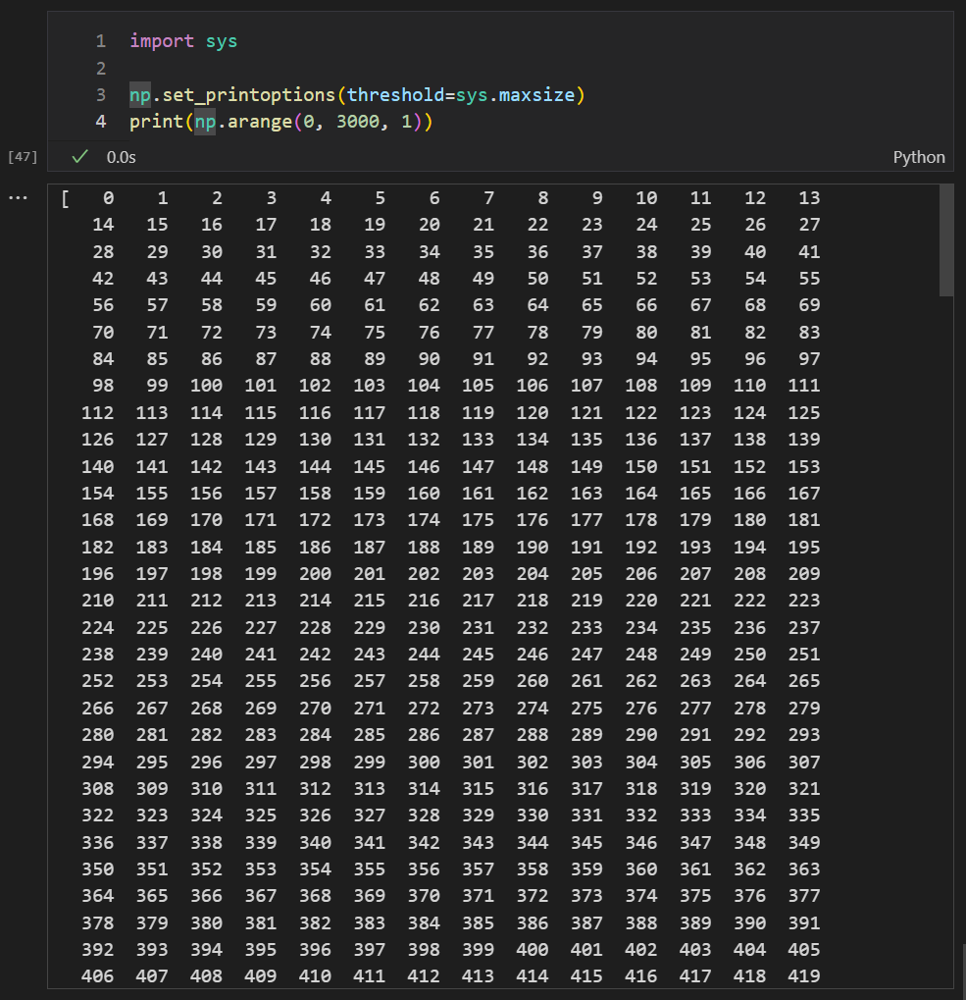 1 import sys
2
3 np.set_printoptions(threshold=sys.maxsize)
4 print(np.arange(0, 3000, 1))
[47] ✓ 0.0s Python
... [ 0 1 2 3 4 5 6 7 8 9 10 11 12 13
14 15 16 17 18 19 20 21 22 23 24 25 26 27
28 29 30 31 32 33 34 35 36 37 38 39 40 41
42 43 44 45 46 47 48 49 50 51 52 53 54 55
56 57 58 59 60 61 62 63 64 65 66 67 68 69
70 71 72 73 74 75 76 77 78 79 80 81 82 83
84 85 86 87 88 89 90 91 92 93 94 95 96 97
98 99 100 101 102 103 104 105 106 107 108 109 110 111
112 113 114 115 116 117 118 119 120 121 122 123 124 125
126 127 128 129 130 131 132 133 134 135 136 137 138 139
140 141 142 143 144 145 146 147 148 149 150 151 152 153
154 155 156 157 158 159 160 161 162 163 164 165 166 167
168 169 170 171 172 173 174 175 176 177 178 179 180 181
182 183 184 185 186 187 188 189 190 191 192 193 194 195
196 197 198 199 200 201 202 203 204 205 206 207 208 209
210 211 212 213 214 215 216 217 218 219 220 221 222 223
224 225 226 227 228 229 230 231 232 233 234 235 236 237
238 239 240 241 242 243 244 245 246 247 248 249 250 251
252 253 254 255 256 257 258 259 260 261 262 263 264 265
266 267 268 269 270 271 272 273 274 275 276 277 278 279
280 281 282 283 284 285 286 287 288 289 290 291 292 293
294 295 296 297 298 299 300 301 302 303 304 305 306 307
308 309 310 311 312 313 314 315 316 317 318 319 320 321
322 323 324 325 326 327 328 329 330 331 332 333 334 335
336 337 338 339 340 341 342 343 344 345 346 347 348 349
350 351 352 353 354 355 356 357 358 359 360 361 362 363
364 365 366 367 368 369 370 371 372 373 374 375 376 377
378 379 380 381 382 383 384 385 386 387 388 389 390 391
392 393 394 395 396 397 398 399 400 401 402 403 404 405
406 407 408 409 410 411 412 413 414 415 416 417 418 419